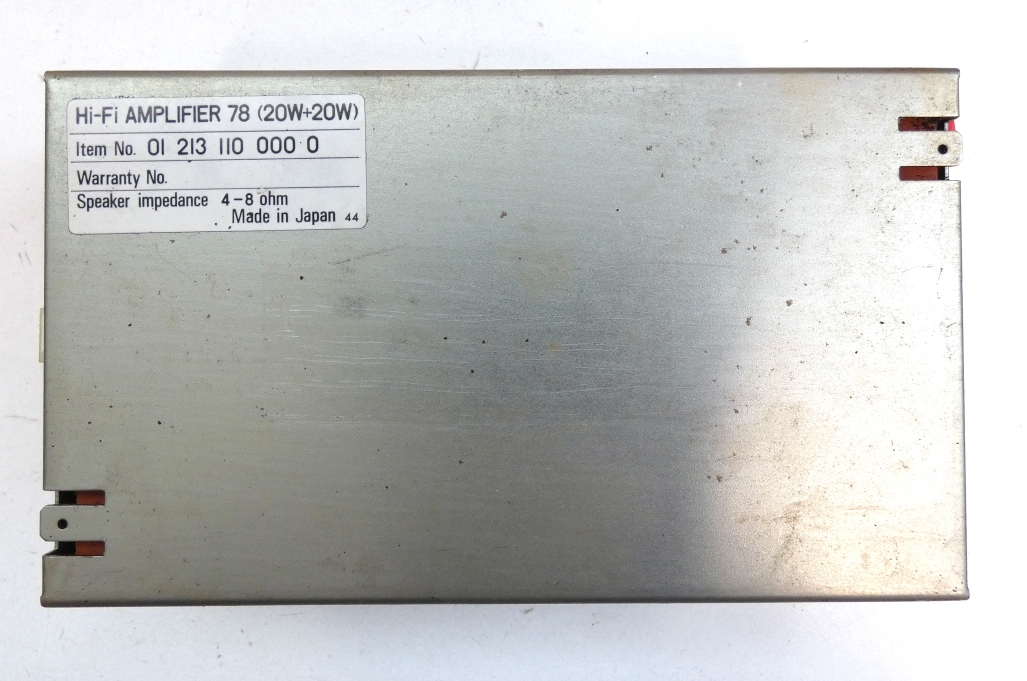 Hi-Fi AMPLIFIER 78 (20W+20W)
Item No. 01 213 110 000 0
Warranty No.
Speaker impedance 4-8 ohm
Made in Japan 44